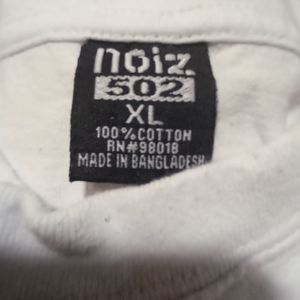 noiz
502
XL
100% COTTON
RN#98018
MADE IN BANGLADESH